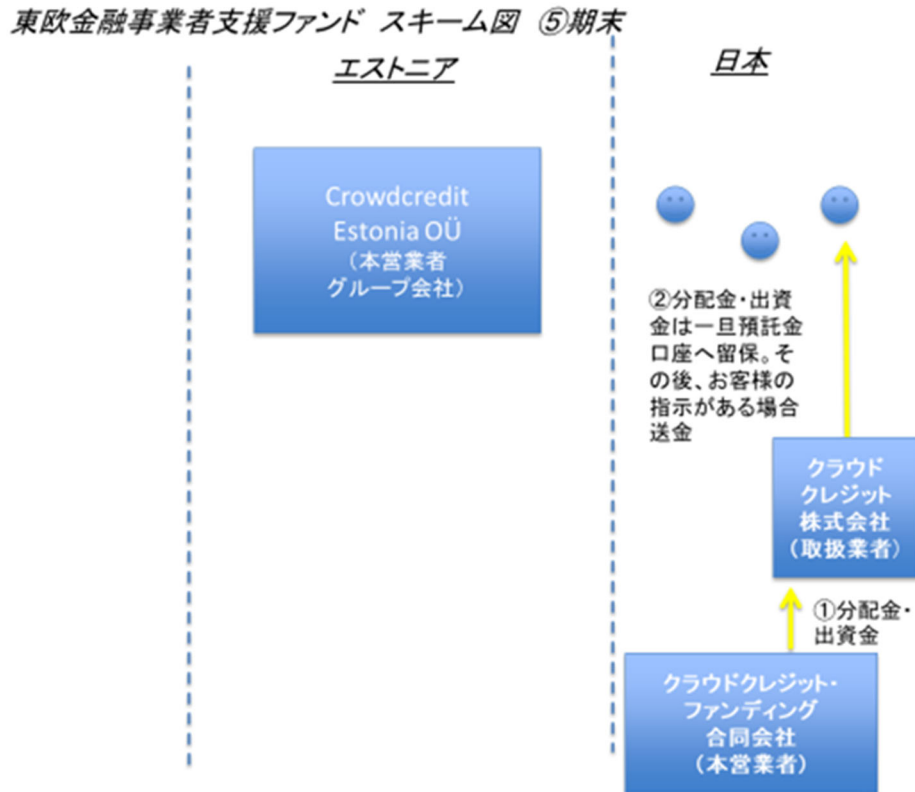 東欧金融事業者支援ファンド スキーム図 ⑤期末
エストニア
日本
Crowdcredit
Estonia OÜ
（本営業者
グループ会社）
②分配金・出資
金は一旦預託金
口座へ留保。そ
の後、お客様の
指示がある場合
送金
クラウド
クレジット
株式会社
（取扱業者）
①分配金・
出資金
クラウドクレジット・
ファンディング
合同会社
（本営業者）